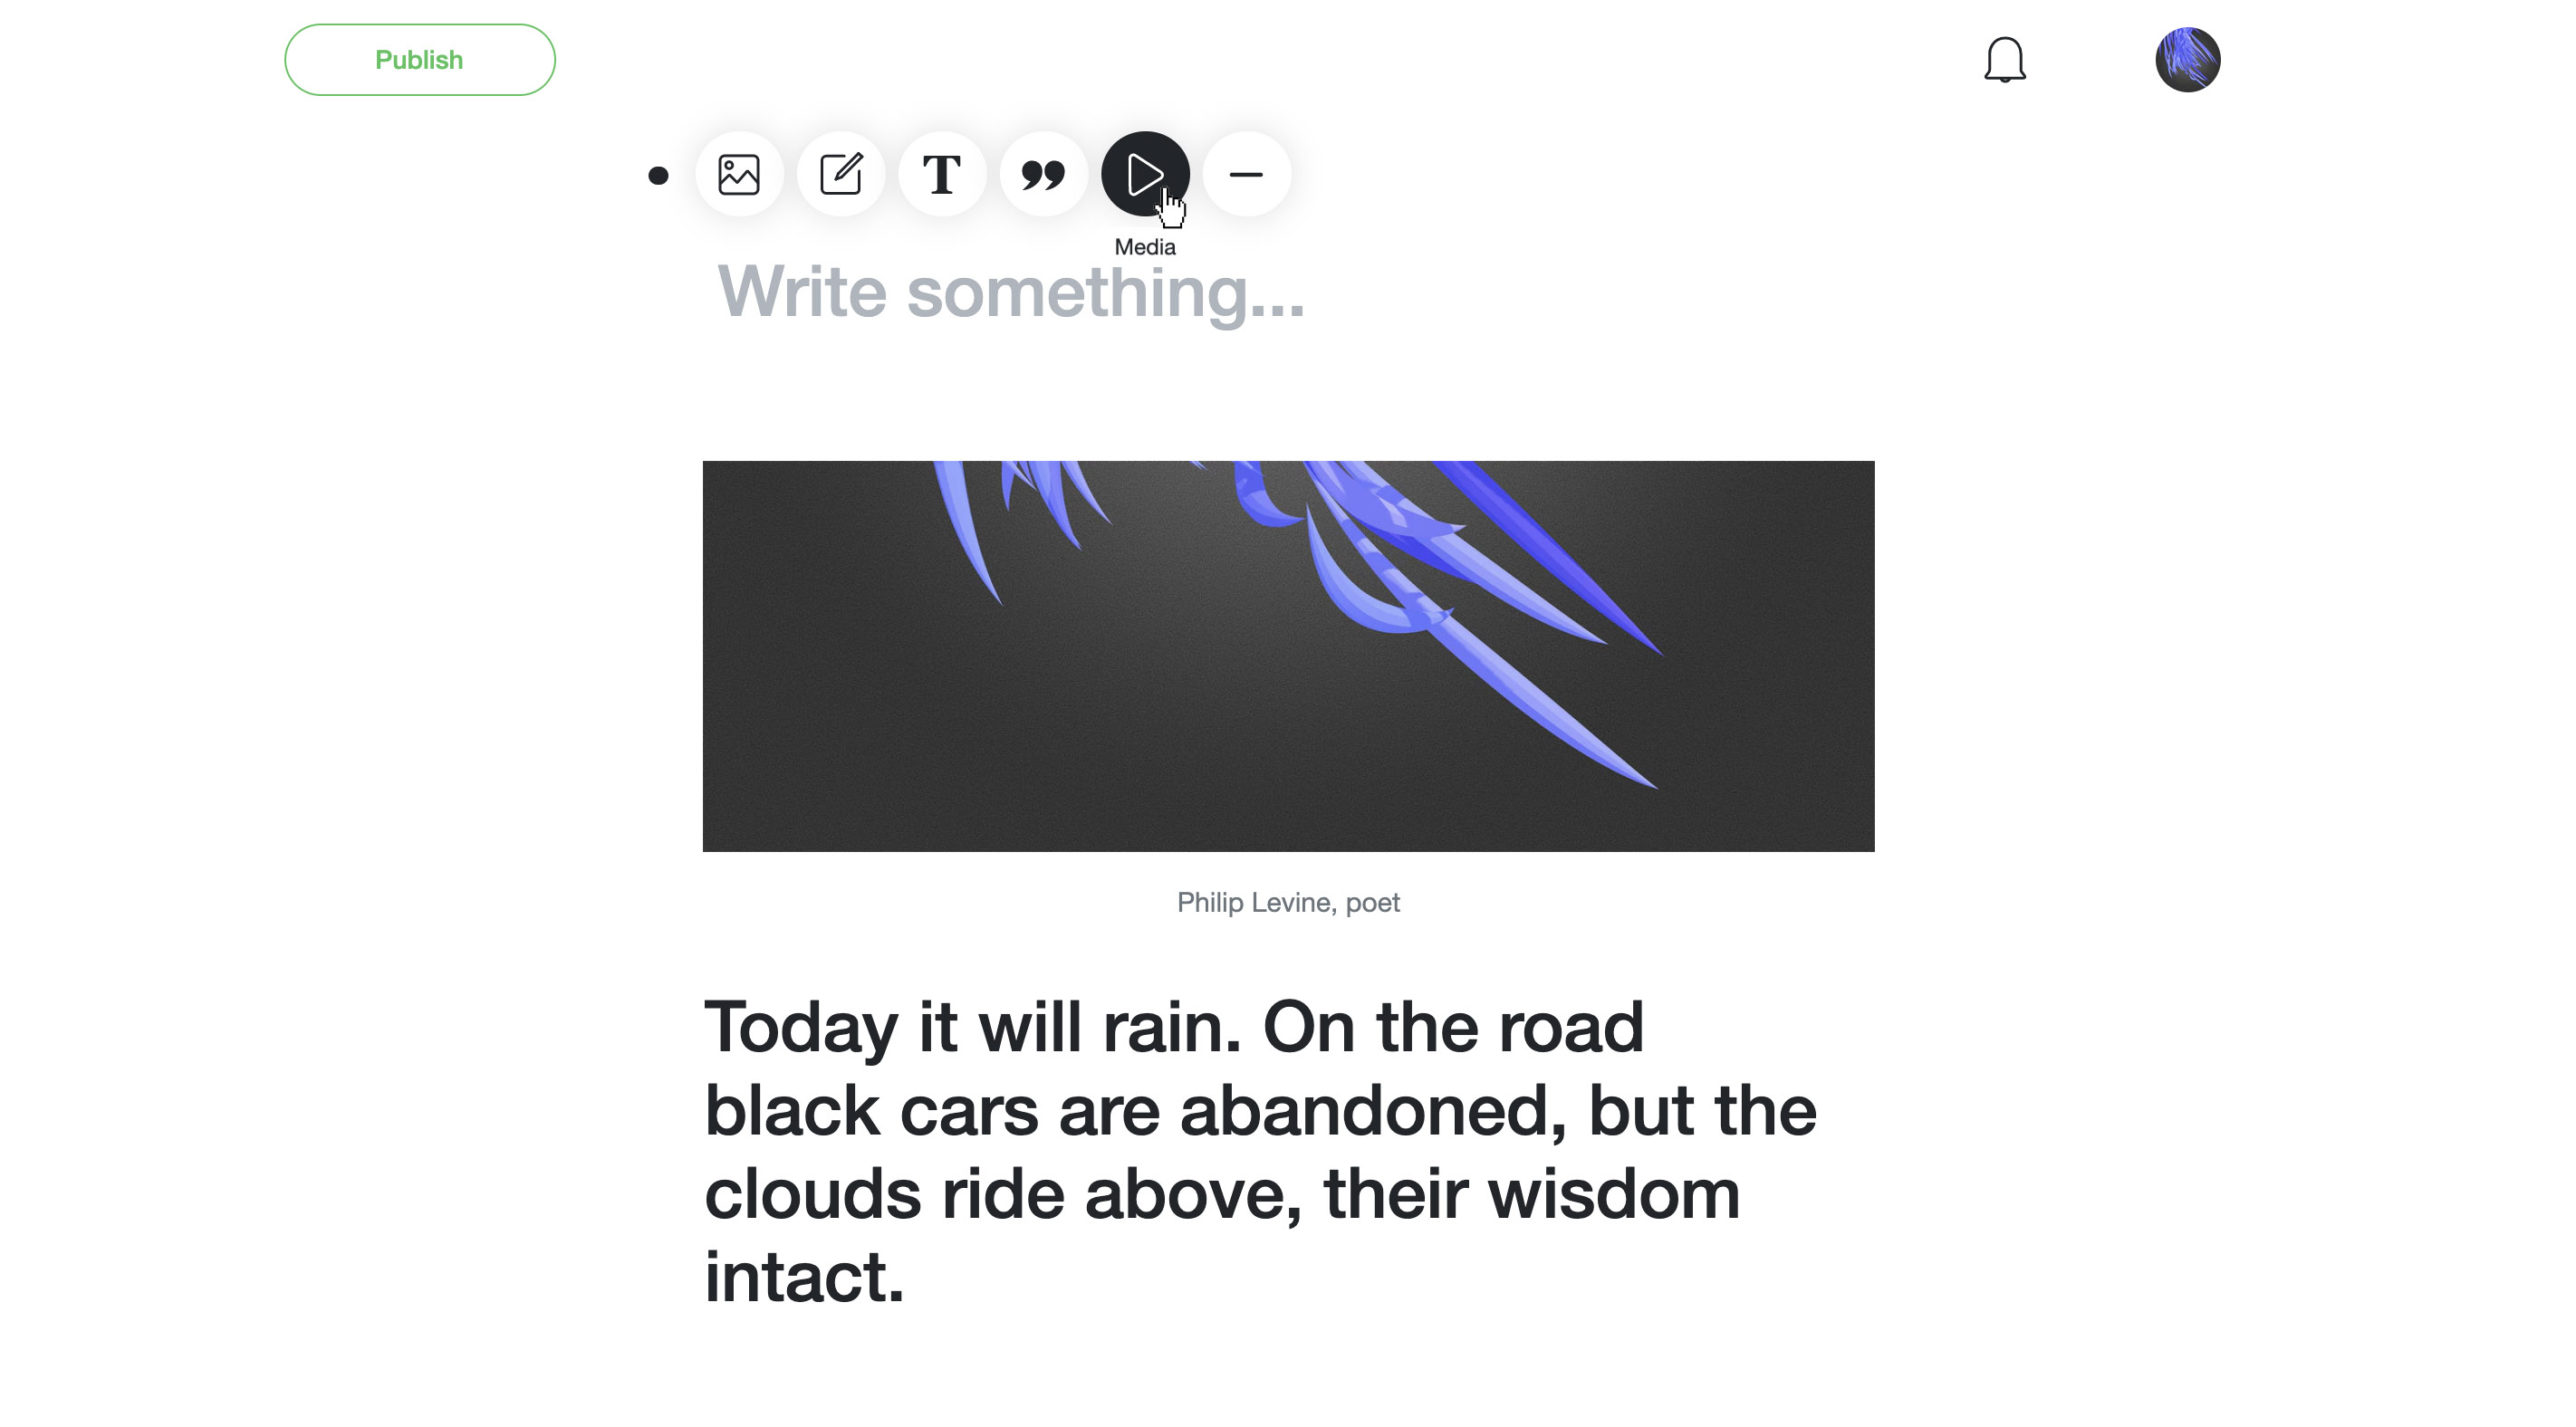 Publish
T
Media
Write something...
Philip Levine, poet
Today it will rain. On the road
black cars are abandoned, but the
clouds ride above, their wisdom
intact.